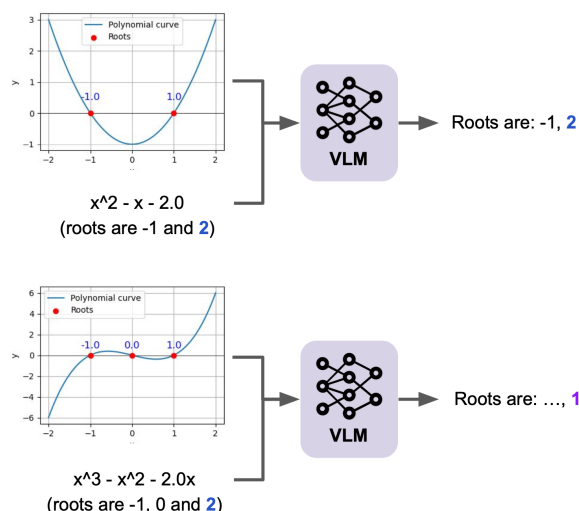 3
2
1
0
−1
y
Polynomial curve
Roots
-1.0
1.0
−2
−1
0
1
2
x^2 - x - 2.0
(roots are -1 and 2)
VLM
Roots are: -1, 2
6
4
2
0
−2
−4
−6
y
Polynomial curve
Roots
-1.0
0.0
1.0
−2
−1
0
1
2
x^3 - x^2 - 2.0x
(roots are -1, 0 and 2)
VLM
Roots are: ..., 1